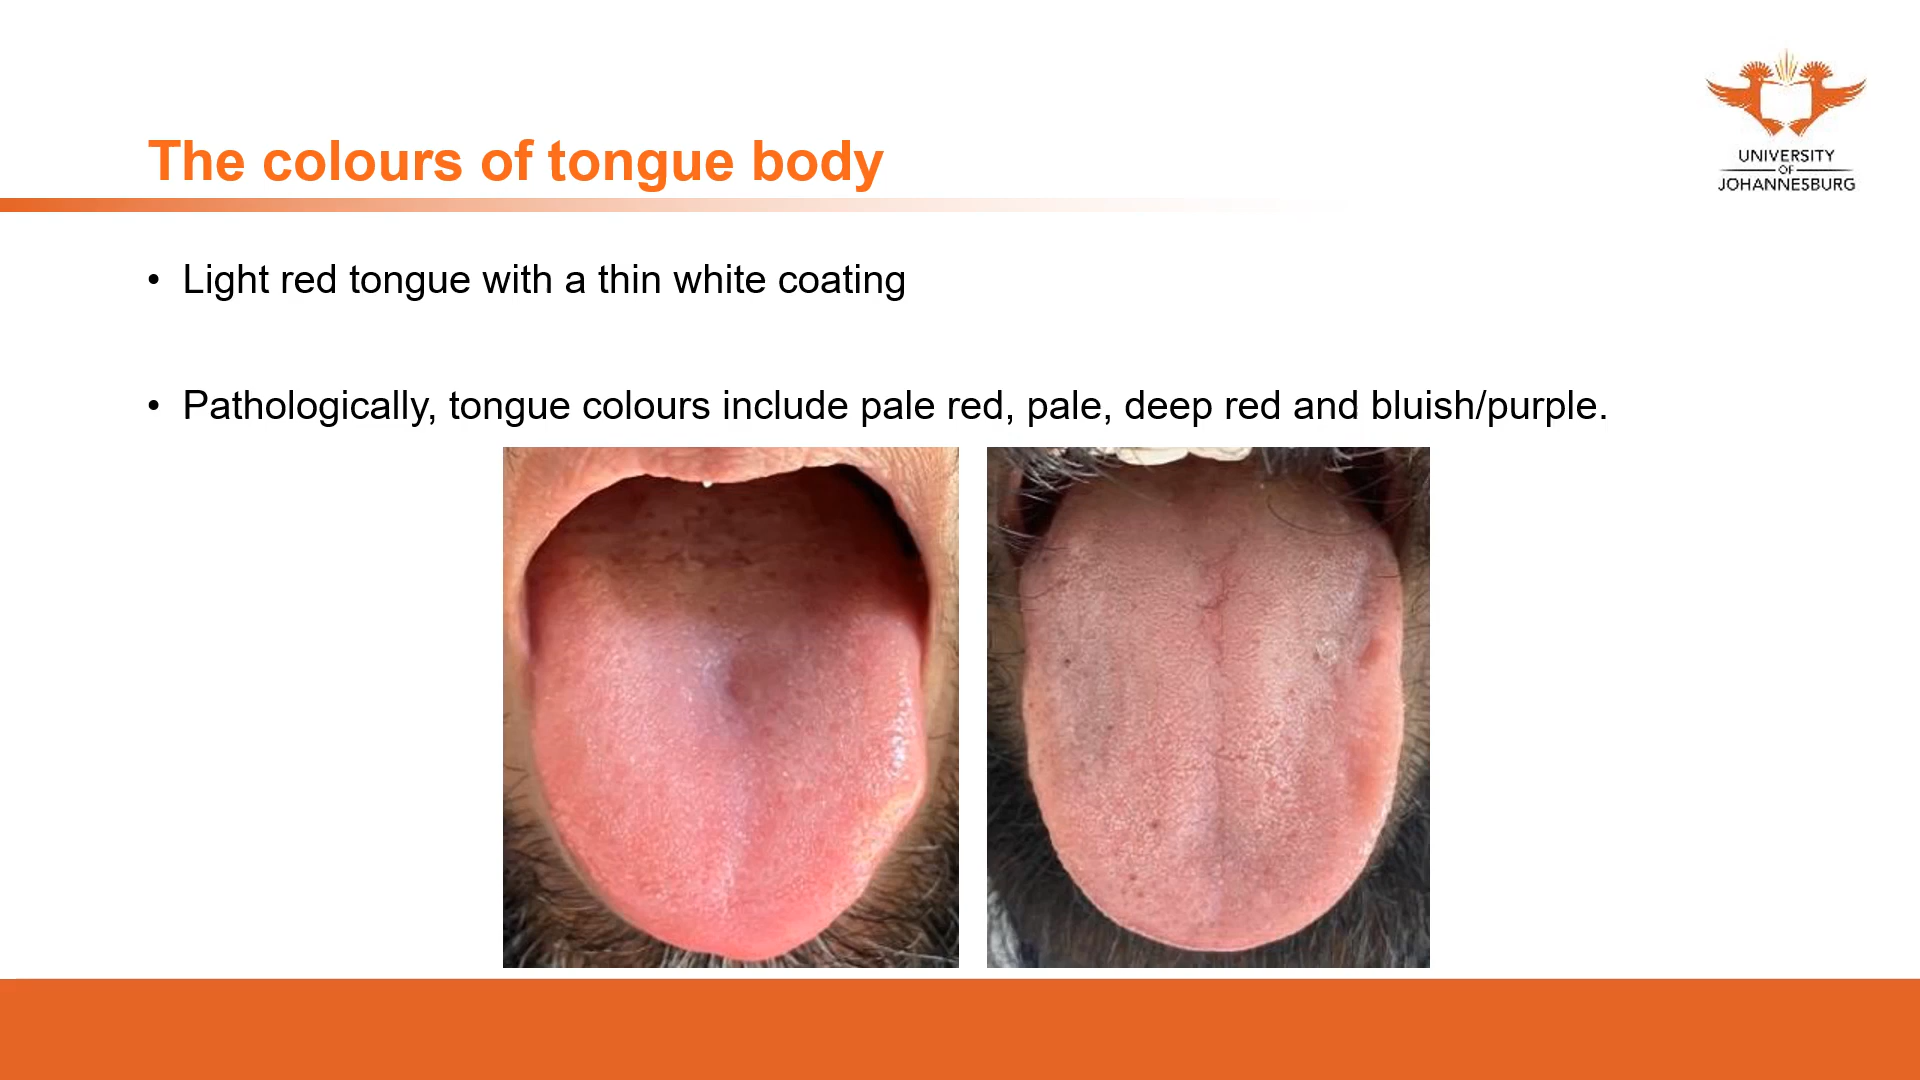 UNIVERSITY
OF
JOHANNESBURG
The colours of tongue body
• Light red tongue with a thin white coating
• Pathologically, tongue colours include pale red, pale, deep red and bluish/purple.